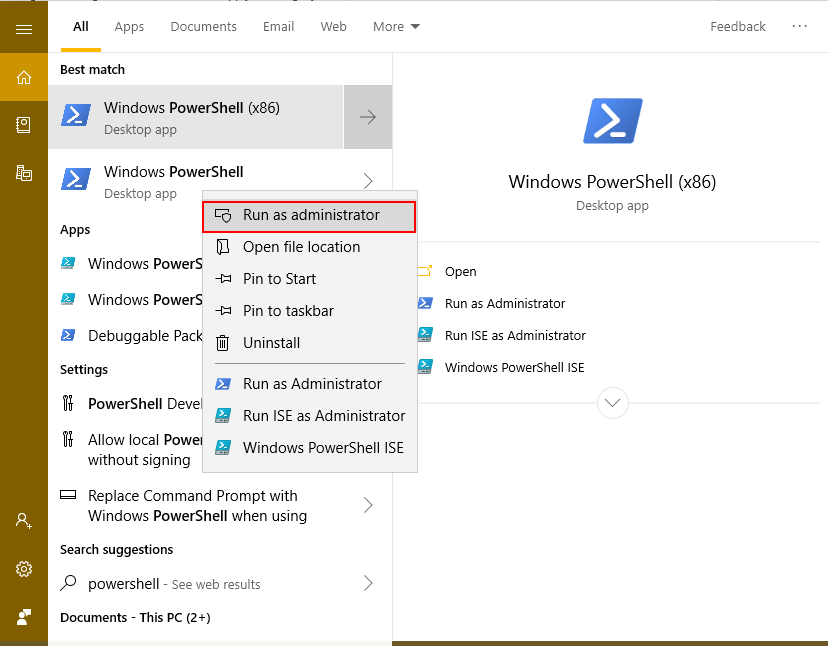 All Apps Documents Email Web More Feedback ···
Best match
Windows PowerShell (x86)
Desktop app
Windows PowerShell
Desktop app
Apps
Windows PowerS
Windows PowerS
Debuggable Pack
Settings
PowerShell Devel
Allow local Power
without signing
Replace Command Prompt with
Windows PowerShell when using
Search suggestions
powershell - See web results
Documents - This PC (2+)
Run as administrator
Open file location
Pin to Start
Pin to taskbar
Uninstall
Run as Administrator
Run ISE as Administrator
Windows PowerShell ISE
Windows PowerShell (x86)
Desktop app
Open
Run as Administrator
Run ISE as Administrator
Windows PowerShell ISE